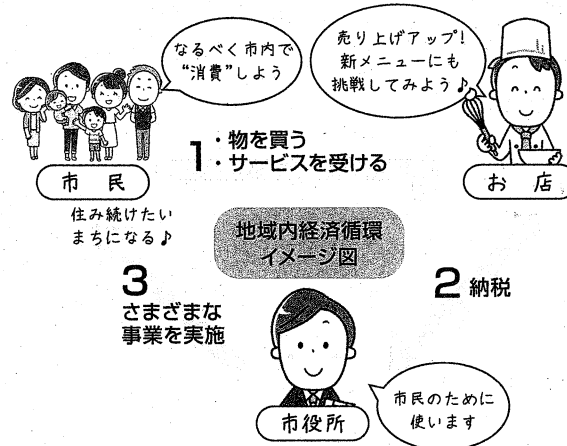 なるべく市内で
“消費”しよう
売り上げアップ!
新メニューにも
挑戦してみよう♪
1
・物を買う
・サービスを受ける
市 民
お 店
住み続けたい
まちになる♪
地域内経済循環
イメージ図
3
さまざまな
事業を実施
2 納税
市役所
市民のために
使います